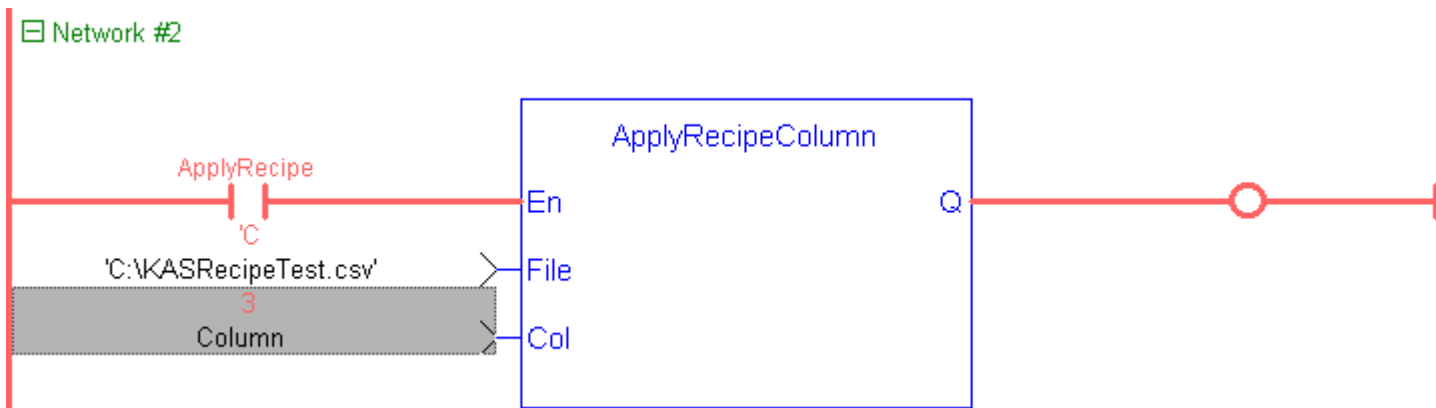 Network #2
ApplyRecipeColumn
ApplyRecipe
En
Q
'C
'C:\KASRecipeTest.csv'
File
3
Column
Col